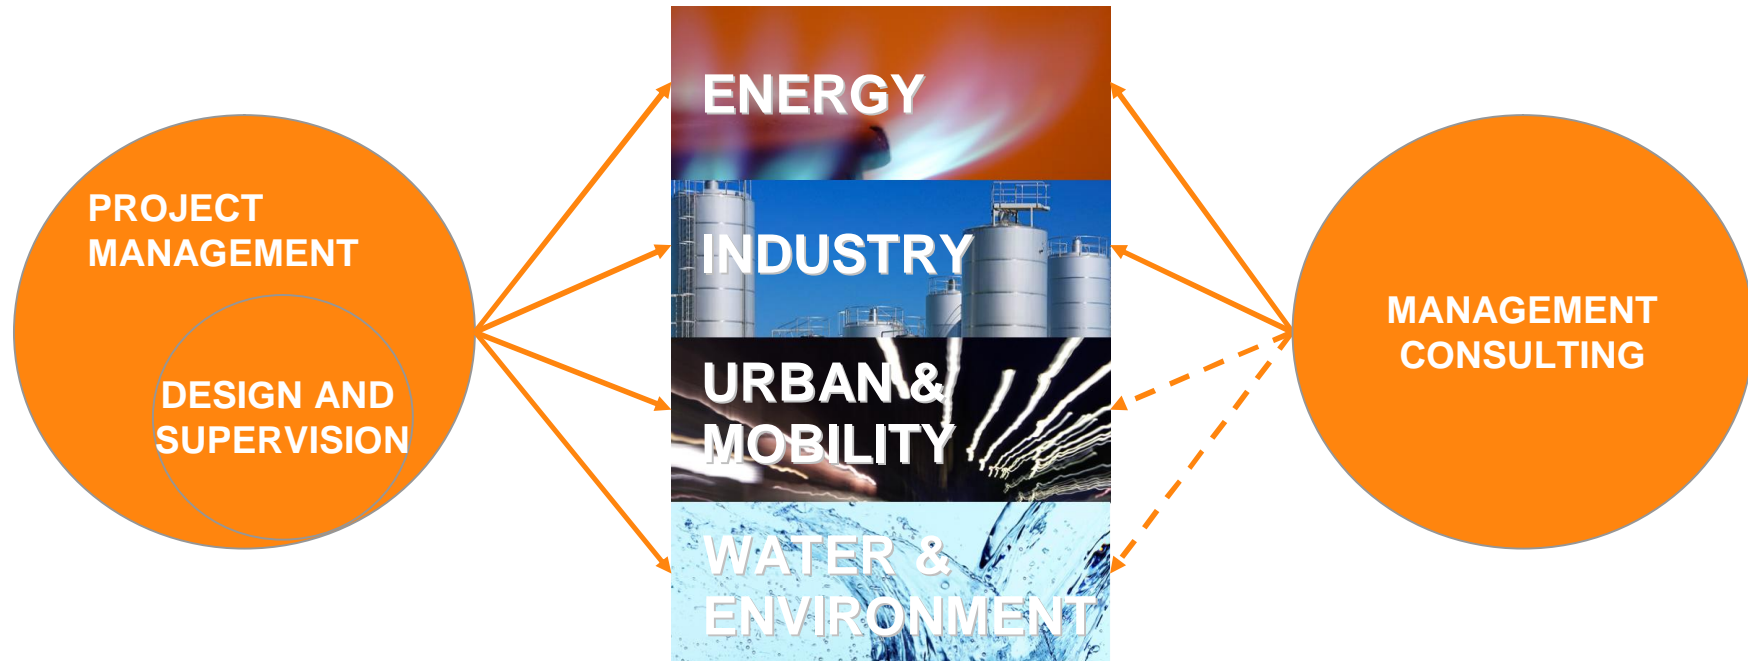 PROJECT
MANAGEMENT
DESIGN AND
SUPERVISION
ENERGY
INDUSTRY
URBAN &
MOBILITY
WATER &
ENVIRONMENT
MANAGEMENT
CONSULTING